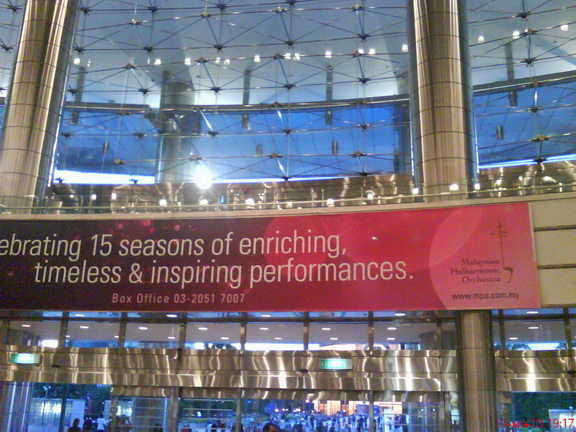 ebrating 15 seasons of enriching,
timeless & inspiring performances.
Box Office 03-2051 7007
Malaysian
Philharmonic
Orchestra
www.mpo.com.my